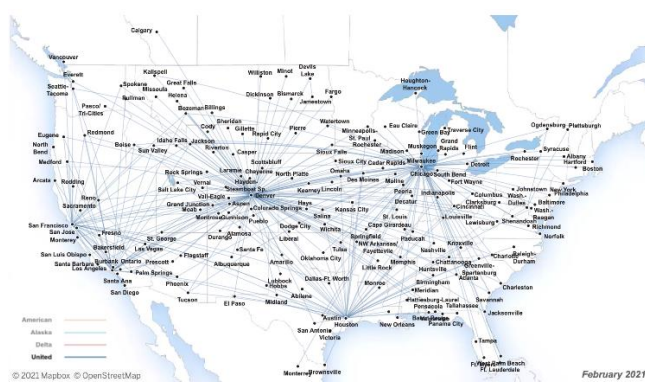 Calgary
Vancouver
Everett
Seattle-
Tacoma
Spokane
Kalispell
Great Falls
Missoula
Helena
Pullman
Pasco/
Tri-Cities
Bozeman
Billings
Williston
Minot
Devils
Lake
Dickinson
Bismarck
Fargo
Jamestown
Houghton-
Hancock
Eugene
Redmond
North
Bend
Medford
Boise
Sun Valley
Idaho Falls
Jackson
Cody
Sheridan
Gillette
Riverton
Casper
Rapid City
Pierre
Watertown
Minneapolis-
St. Paul
Rochester
Eau Claire
Green Bay
Traverse City
Muskegon
Grand
Rapids
Flint
Ogdensburg
Plattsburgh
Syracuse
Rochester
Albany
Hartford
Boston
Arcata
Redding
Reno
Sacramento
Rock Springs
Vernal
Salt Lake City
Laramie
Cheyenne
Scottsbluff
North Platte
Sioux Falls
Sioux City
Omaha
Des Moines
Cedar Rapids
Madison
Milwaukee
Chicago
South Bend
Detroit
Fort Wayne
Moline
Peoria
Decatur
Indianapolis
Hayden
Steamboat Sp.
Vail-Eagle
Denver
Aspen
Grand Junction
Moab
Montrose
Gunnison
Colorado Springs
Pueblo
Kearney
Lincoln
Hays
Salina
Kansas City
St. Louis
Columbus
Cincinnati
Clarksburg
Johnstown
New York
Philadelphia
Wash
Dulles
Baltimore
Wash
Reagan
Shenandoah
Lewisburg
Richmond
Norfolk
San Francisco
San Jose
Monterey
Fresno
San Luis Obispo
Bakersfield
Santa Barbara
Burbank
Ontario
Los Angeles
Santa Ana
Palm Springs
San Diego
St. George
Las Vegas
Prescott
Flagstaff
Phoenix
Tucson
Durango
Alamosa
Santa Fe
Albuquerque
El Paso
Dodge City
Liberal
Wichita
Amarillo
Lubbock
Hobbs
Midland
Abilene
Oklahoma City
Tulsa
Dallas-Ft. Worth
Springfield
NW Arkansas
Fayetteville
Little Rock
Monroe
Cape Girardeau
Paducah
Louisville
Nashville
Memphis
Huntsville
Knoxville
Chattanooga
Greenville-
Spartanburg
Atlanta
Charlotte
Raleigh-
Durham
Charleston
Savannah
Jacksonville
Birmingham
Meridian
Hattiesburg-Laurel
Pensacola
Tallahassee
Panama City
Austin
Houston
San Antonio
Victoria
New Orleans
Tampa
West Palm Beach
Ft. Lauderdale
Monterrey
Brownsville
American
Alaska
Delta
United
© 2021 Mapbox © OpenStreetMap
February 2021